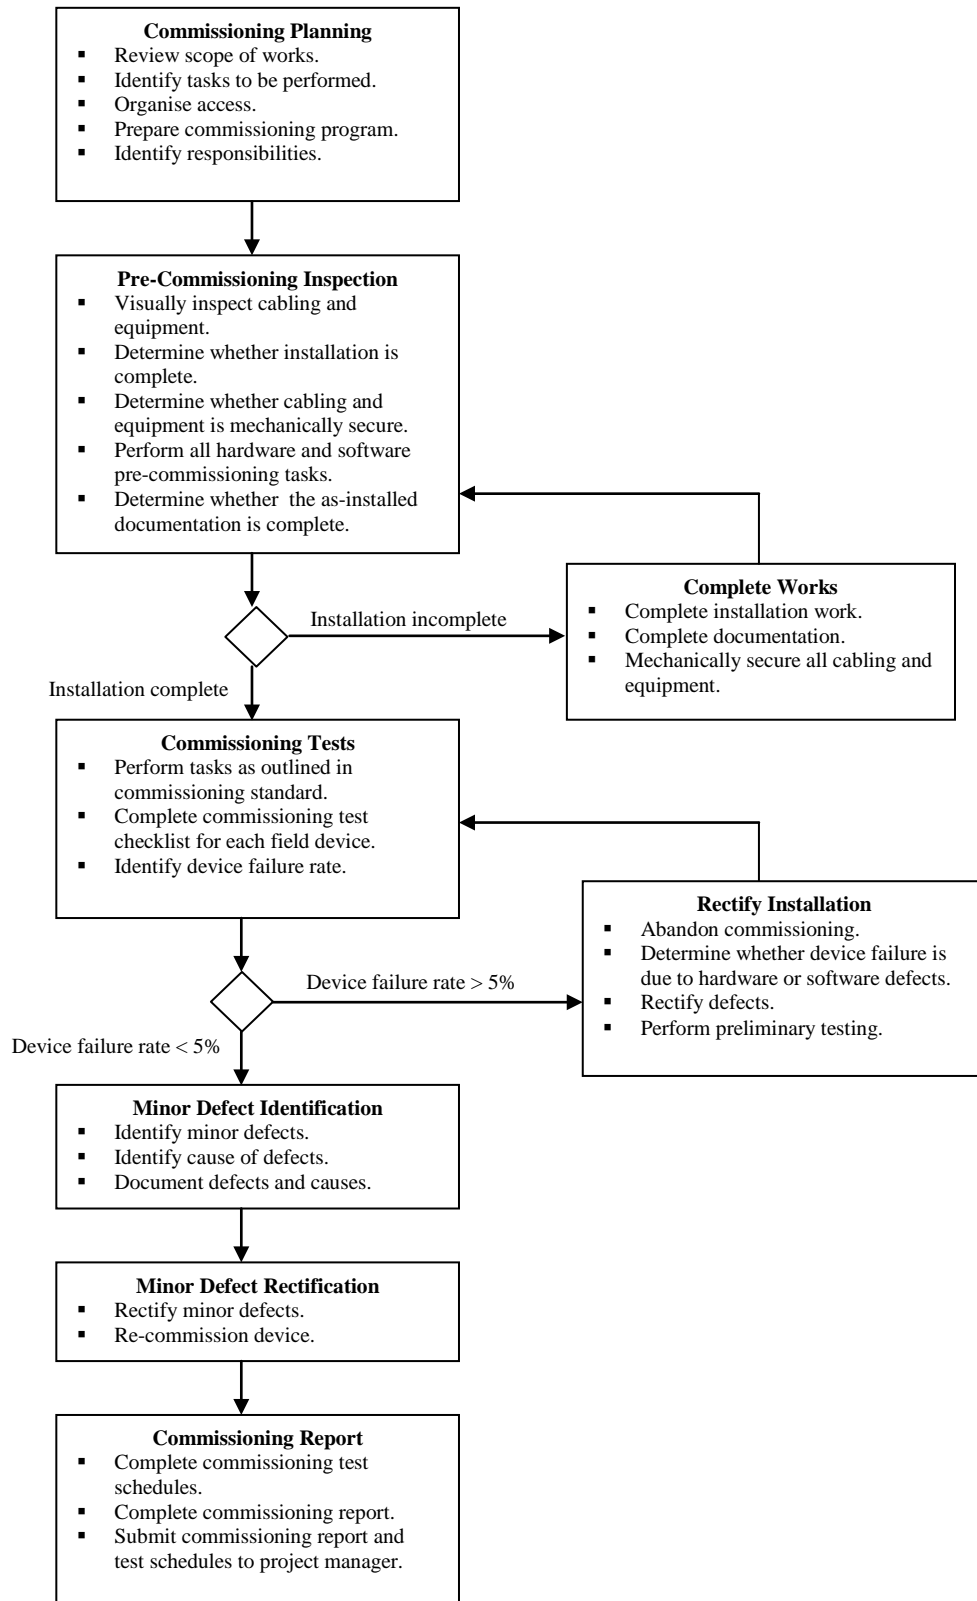 Commissioning Planning
▪ Review scope of works.
▪ Identify tasks to be performed.
▪ Organise access.
▪ Prepare commissioning program.
▪ Identify responsibilities.
Pre-Commissioning Inspection
▪ Visually inspect cabling and
equipment.
▪ Determine whether installation is
complete.
▪ Determine whether cabling and
equipment is mechanically secure.
▪ Perform all hardware and software
pre-commissioning tasks.
▪ Determine whether the as-installed
documentation is complete.
Installation incomplete
Complete Works
▪ Complete installation work.
▪ Complete documentation.
▪ Mechanically secure all cabling and
equipment.
Installation complete
Commissioning Tests
▪ Perform tasks as outlined in
commissioning standard.
▪ Complete commissioning test
checklist for each field device.
▪ Identify device failure rate.
Device failure rate > 5%
Rectify Installation
▪ Abandon commissioning.
▪ Determine whether device failure is
due to hardware or software defects.
▪ Rectify defects.
▪ Perform preliminary testing.
Device failure rate < 5%
Minor Defect Identification
▪ Identify minor defects.
▪ Identify cause of defects.
▪ Document defects and causes.
Minor Defect Rectification
▪ Rectify minor defects.
▪ Re-commission device.
Commissioning Report
▪ Complete commissioning test
schedules.
▪ Complete commissioning report.
▪ Submit commissioning report and
test schedules to project manager.